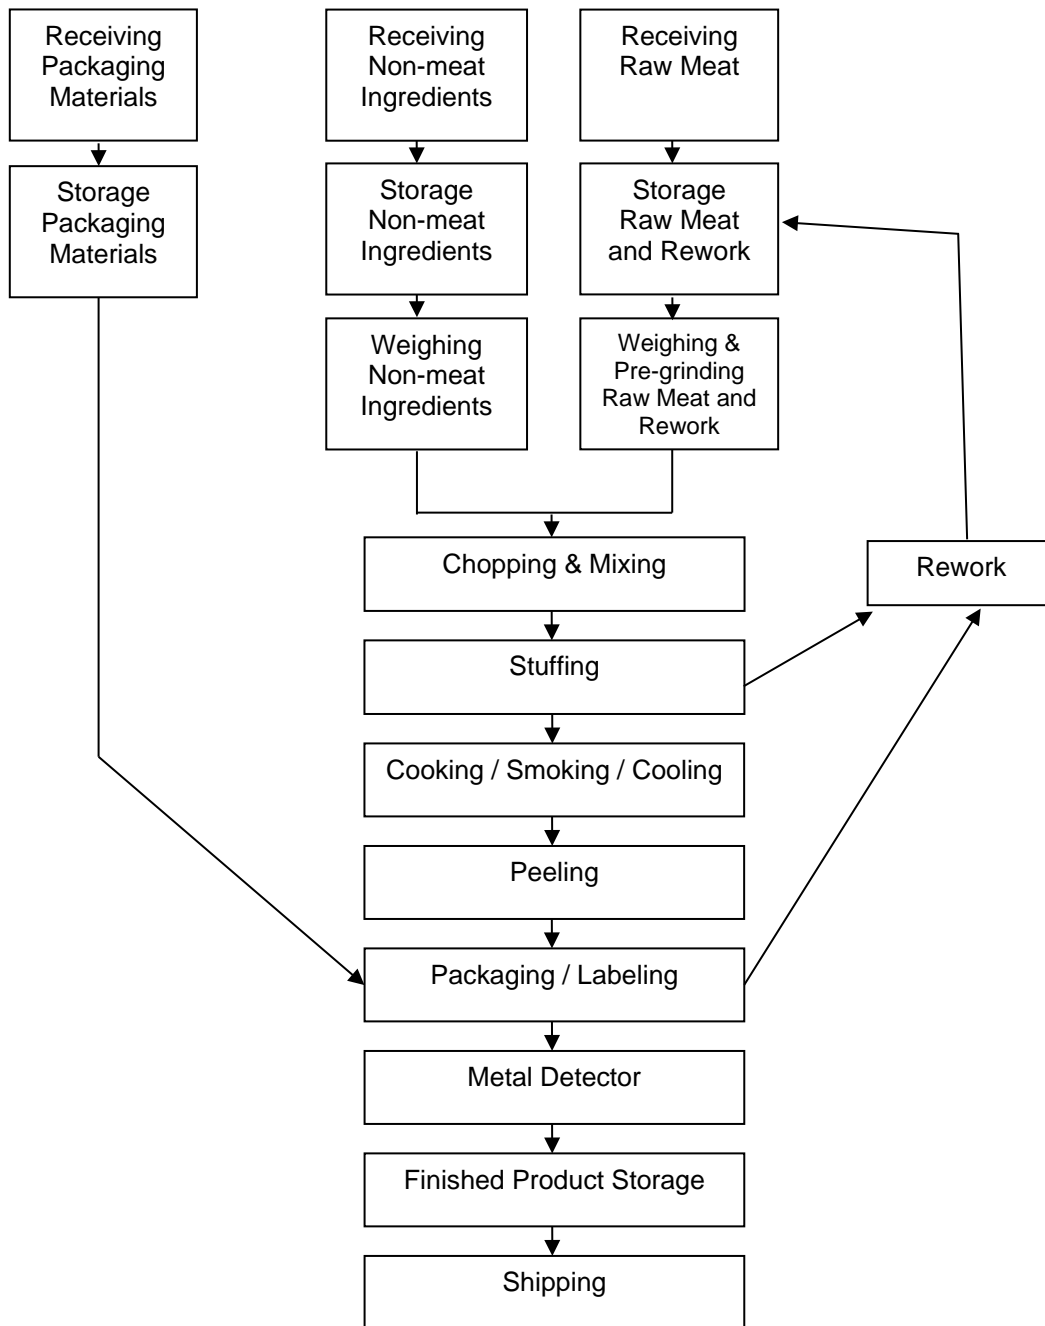 Receiving
Packaging
Materials
Receiving
Non-meat
Ingredients
Receiving
Raw Meat
Storage
Packaging
Materials
Storage
Non-meat
Ingredients
Storage
Raw Meat
and Rework
Weighing
Non-meat
Ingredients
Weighing &
Pre-grinding
Raw Meat and
Rework
Chopping & Mixing
Rework
Stuffing
Cooking / Smoking / Cooling
Peeling
Packaging / Labeling
Metal Detector
Finished Product Storage
Shipping